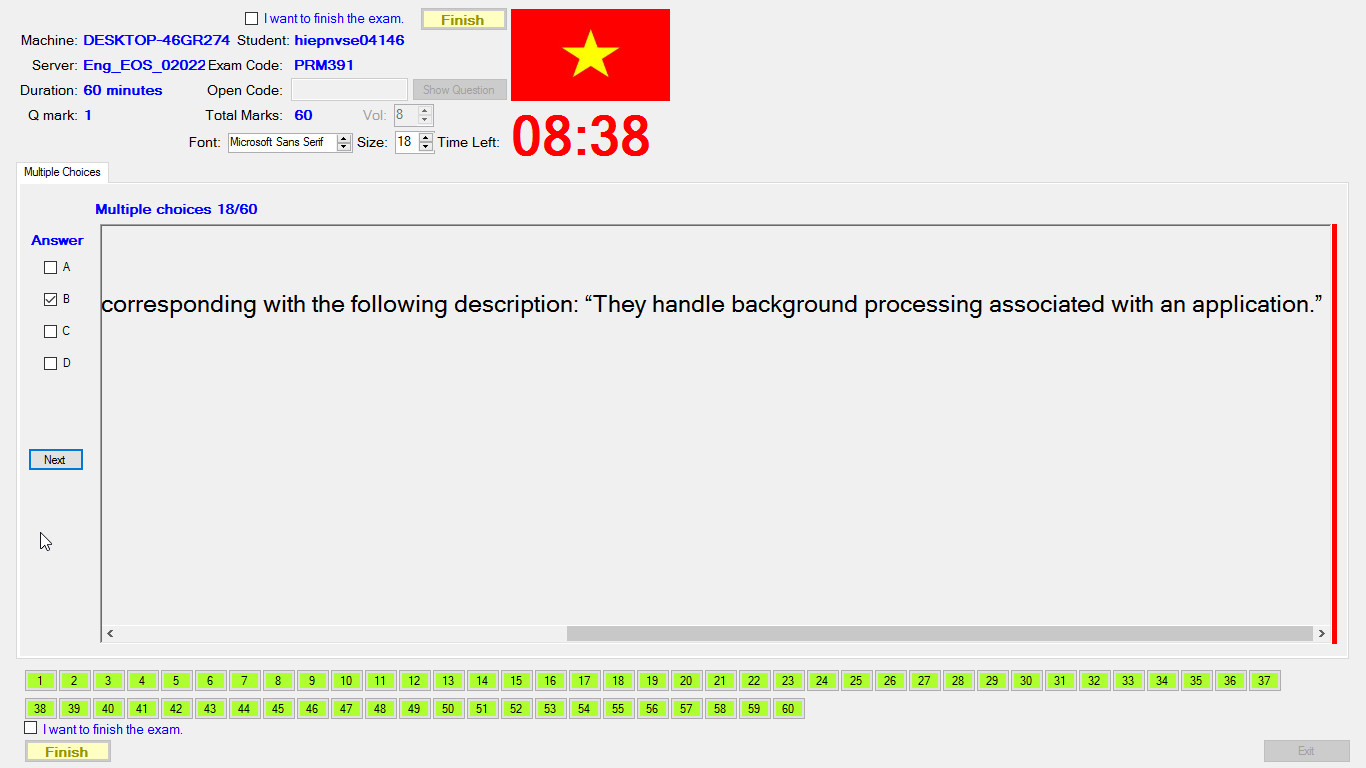 I want to finish the exam. Finish
Machine: DESKTOP-46GR274 Student: hiepnvse04146
Server: Eng_EOS_02022 Exam Code: PRM391
Duration: 60 minutes Open Code: Show Question
Q mark: 1 Total Marks: 60 Vol: 8
Font: Microsoft Sans Serif Size: 18 Time Left: 08:38
Multiple Choices
Multiple choices 18/60
Answer
A
B
C
D
corresponding with the following description: “They handle background processing associated with an application.”
Next
1 2 3 4 5 6 7 8 9 10 11 12 13 14 15 16 17 18 19 20 21 22 23 24 25 26 27 28 29 30 31 32 33 34 35 36 37
38 39 40 41 42 43 44 45 46 47 48 49 50 51 52 53 54 55 56 57 58 59 60
I want to finish the exam.
Finish Exit